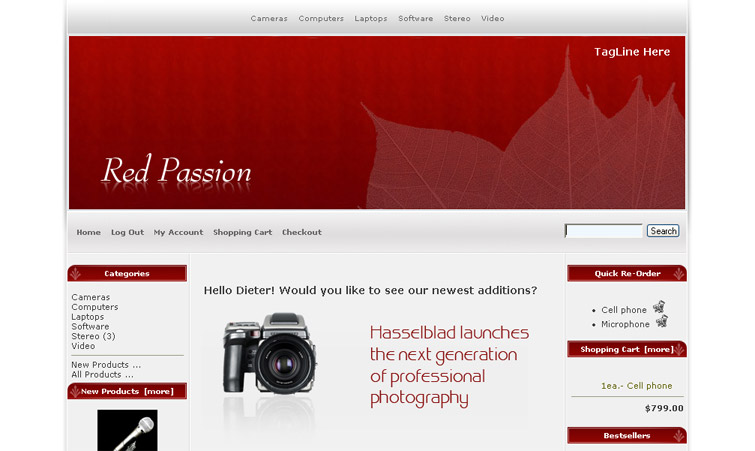 Cameras Computers Laptops Software Stereo Video
TagLine Here
Red Passion
Home Log Out My Account Shopping Cart Checkout
Search
Categories
Cameras
Computers
Laptops
Software
Stereo (3)
Video
New Products ...
All Products ...
New Products [more]
Hello Dieter! Would you like to see our newest additions?
Hasselblad launches
the next generation
of professional
photography
Quick Re-Order
Cell phone
Microphone
Shopping Cart [more]
1ea.- Cell phone
$799.00
Bestsellers